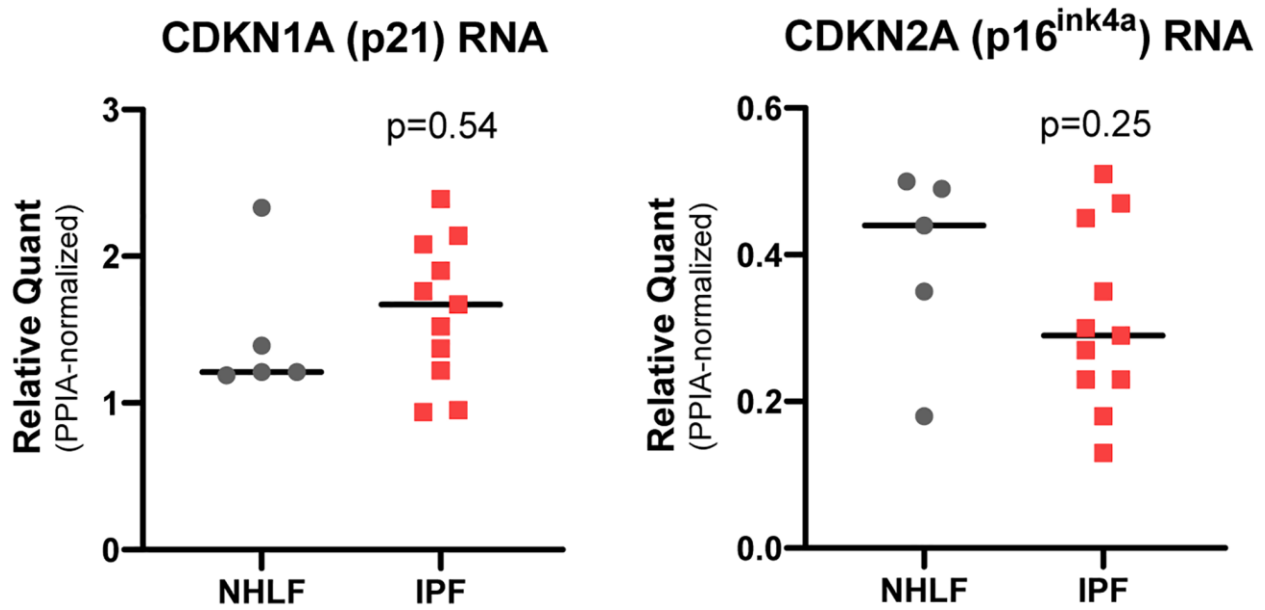 CDKN1A (p21) RNA
p=0.54
3
2
1
0
Relative Quant
(PPIA-normalized)
NHLF IPF
CDKN2A (p16ink4a) RNA
p=0.25
0.6
0.4
0.2
0.0
Relative Quant
(PPIA-normalized)
NHLF IPF